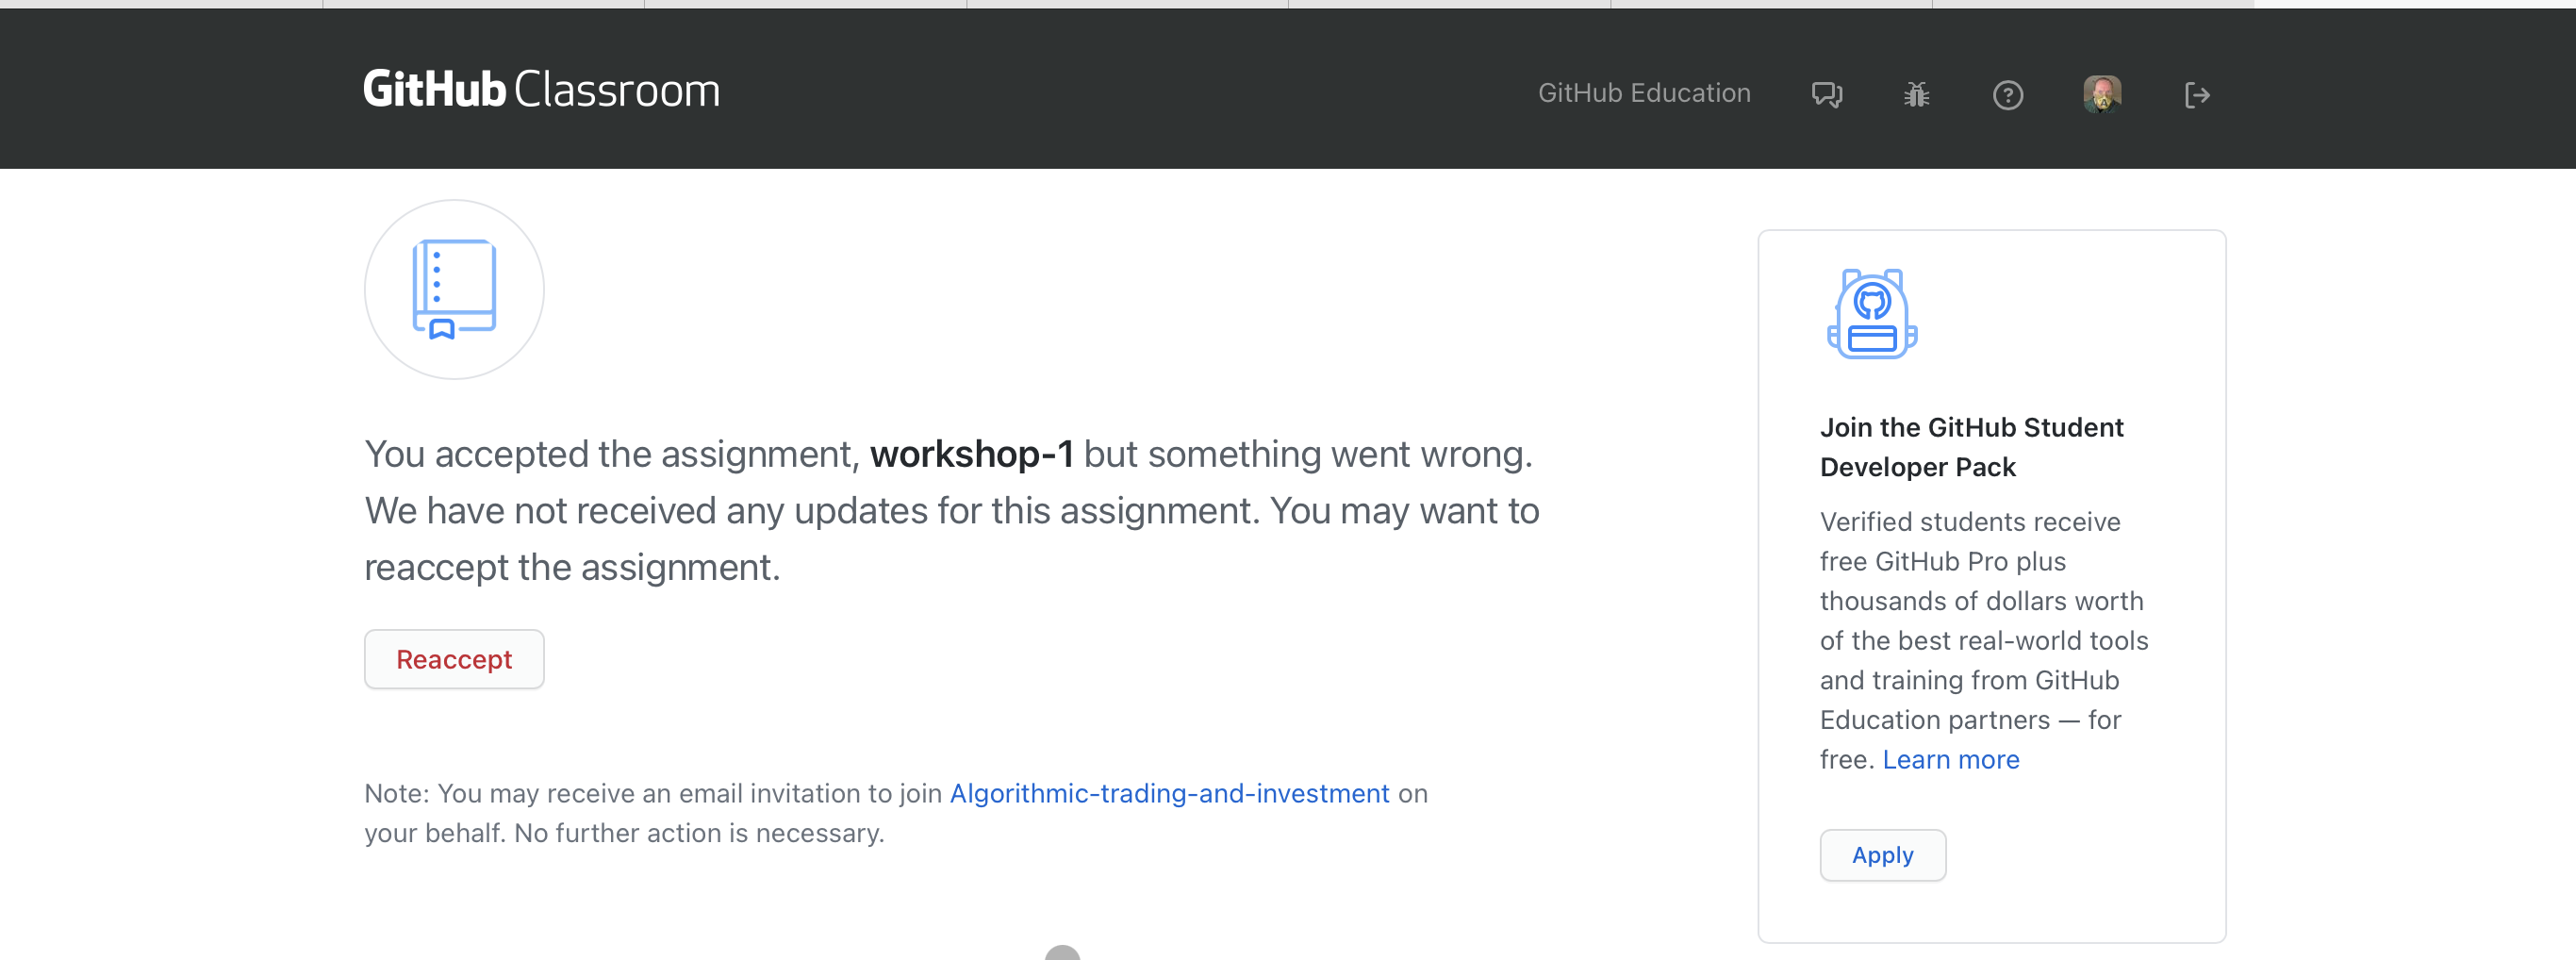 GitHub Classroom
GitHub Education
You accepted the assignment, workshop-1 but something went wrong.
We have not received any updates for this assignment. You may want to
reaccept the assignment.
Reaccept
Note: You may receive an email invitation to join Algorithmic-trading-and-investment on
your behalf. No further action is necessary.
Join the GitHub Student
Developer Pack
Verified students receive
free GitHub Pro plus
thousands of dollars worth
of the best real-world tools
and training from GitHub
Education partners — for
free. Learn more
Apply